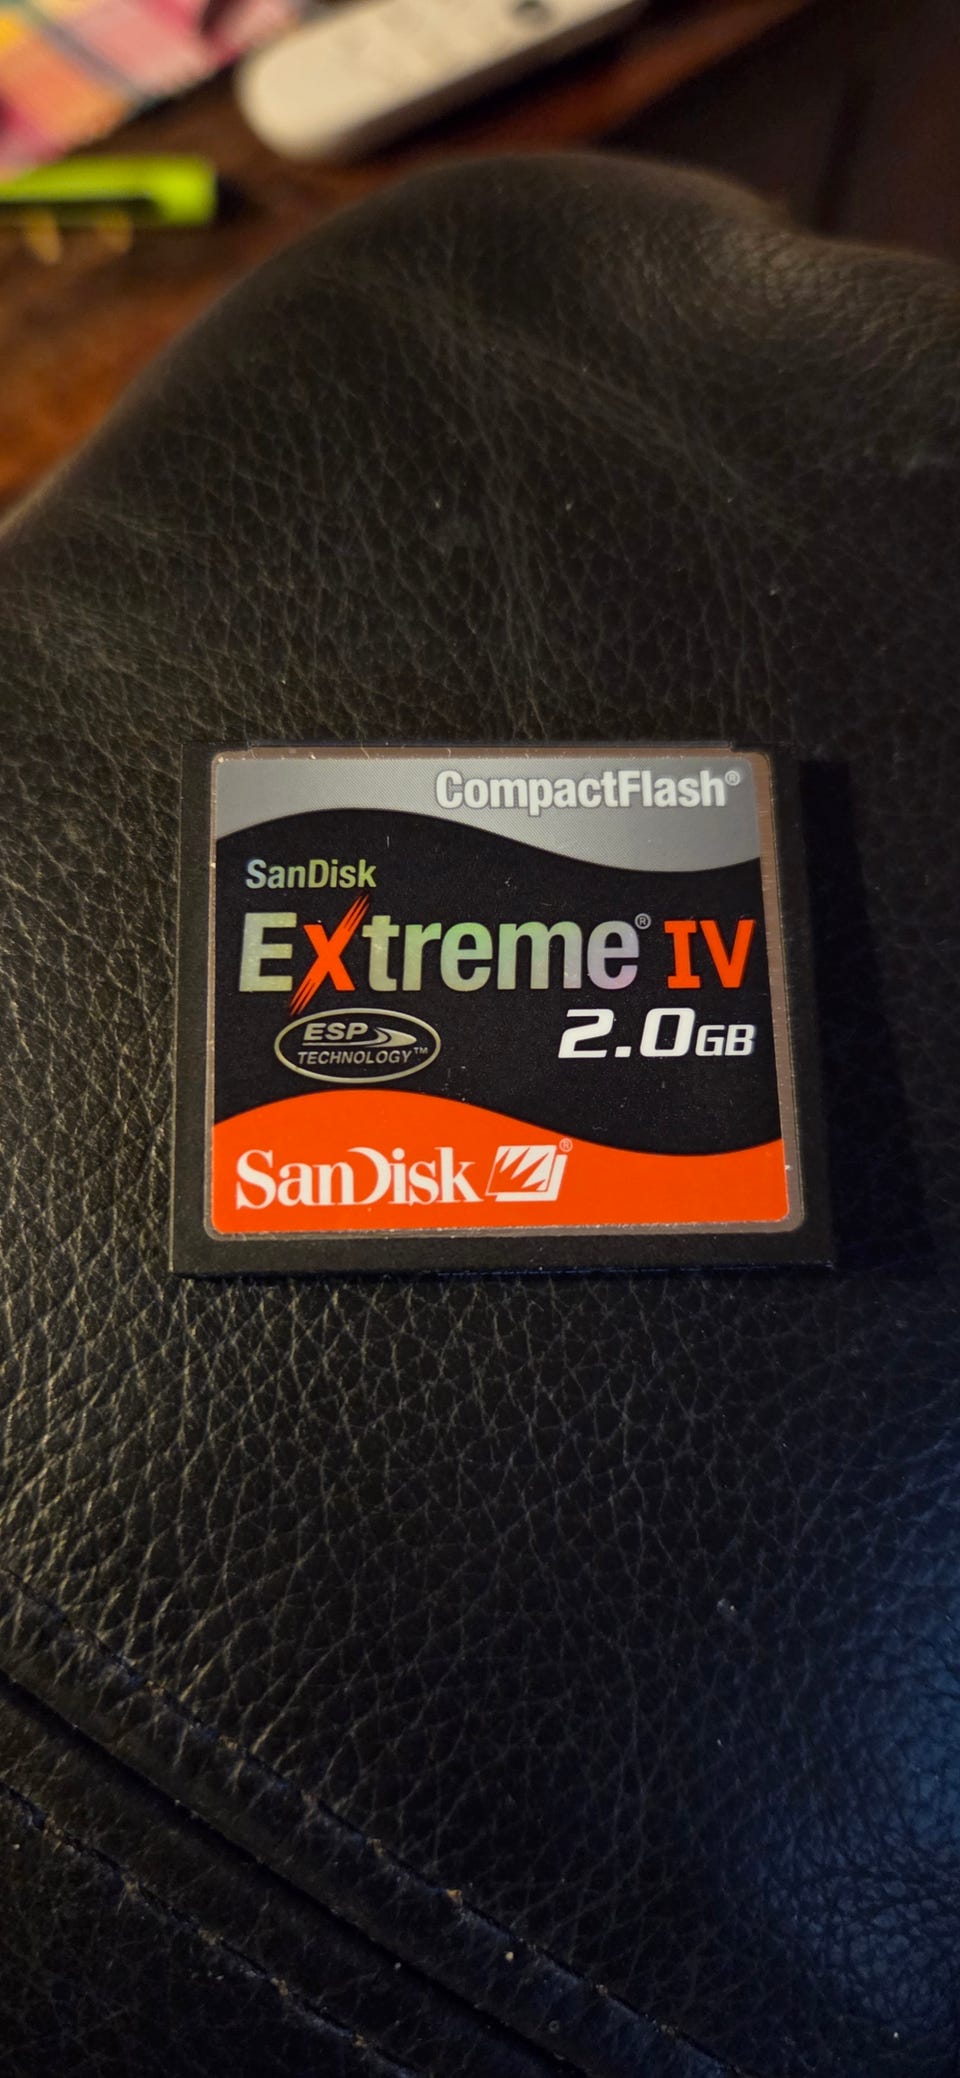 CompactFlash®
SanDisk
Extreme® IV
2.0GB
ESP
TECHNOLOGY™
SanDisk®